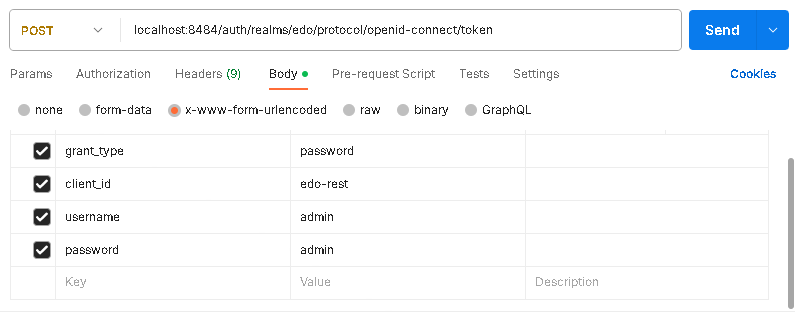 POST localhost:8484/auth/realms/edo/protocol/openid-connect/token Send
Params Authorization Headers (9) Body Pre-request Script Tests Settings Cookies
none form-data x-www-form-urlencoded raw binary GraphQL
grant_type password
client_id edo-rest
username admin
password admin
Key Value Description